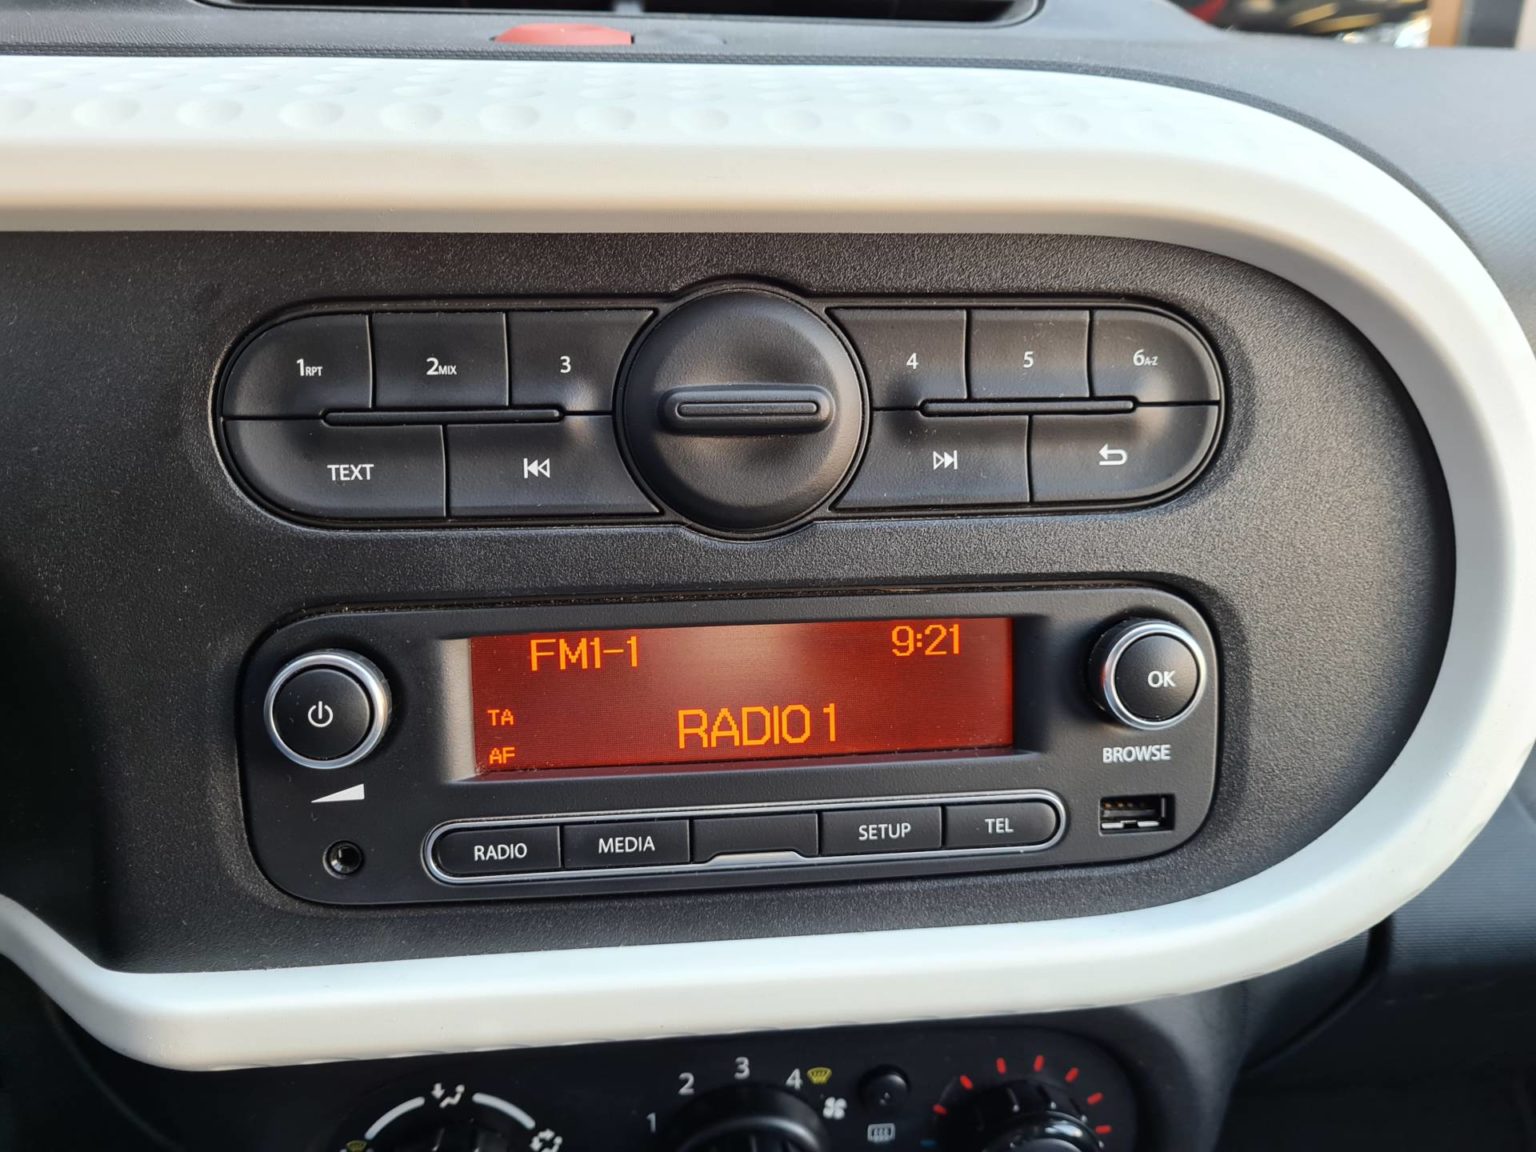 1RPT 2MIX 3 4 5 6A-Z
TEXT
FM1-1 9:21
TA RADIO 1
AF
OK
BROWSE
RADIO MEDIA SETUP TEL
1 2 3 4